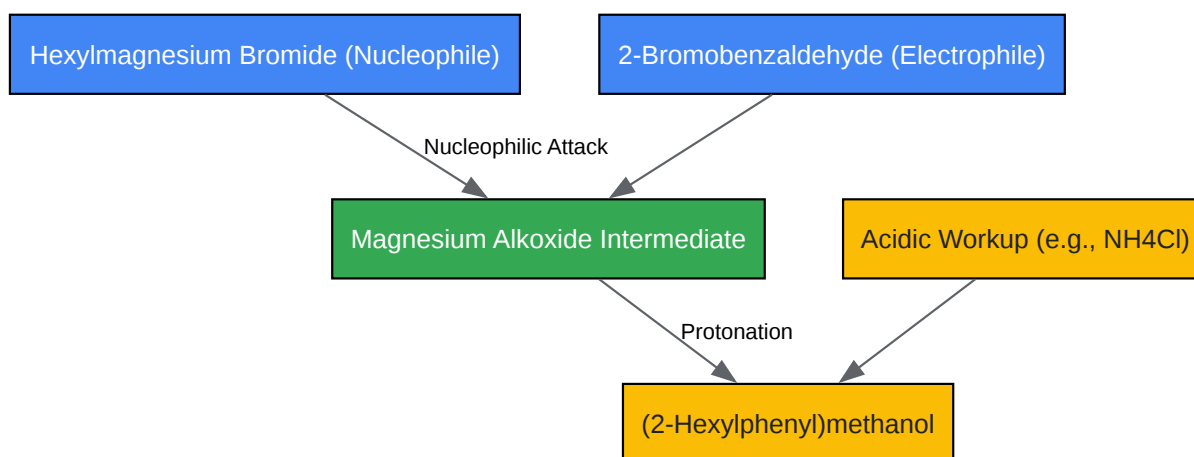 Hexylmagnesium Bromide (Nucleophile)
2-Bromobenzaldehyde (Electrophile)
Nucleophilic Attack
Magnesium Alkoxide Intermediate
Acidic Workup (e.g., NH4Cl)
Protonation
(2-Hexylphenyl)methanol